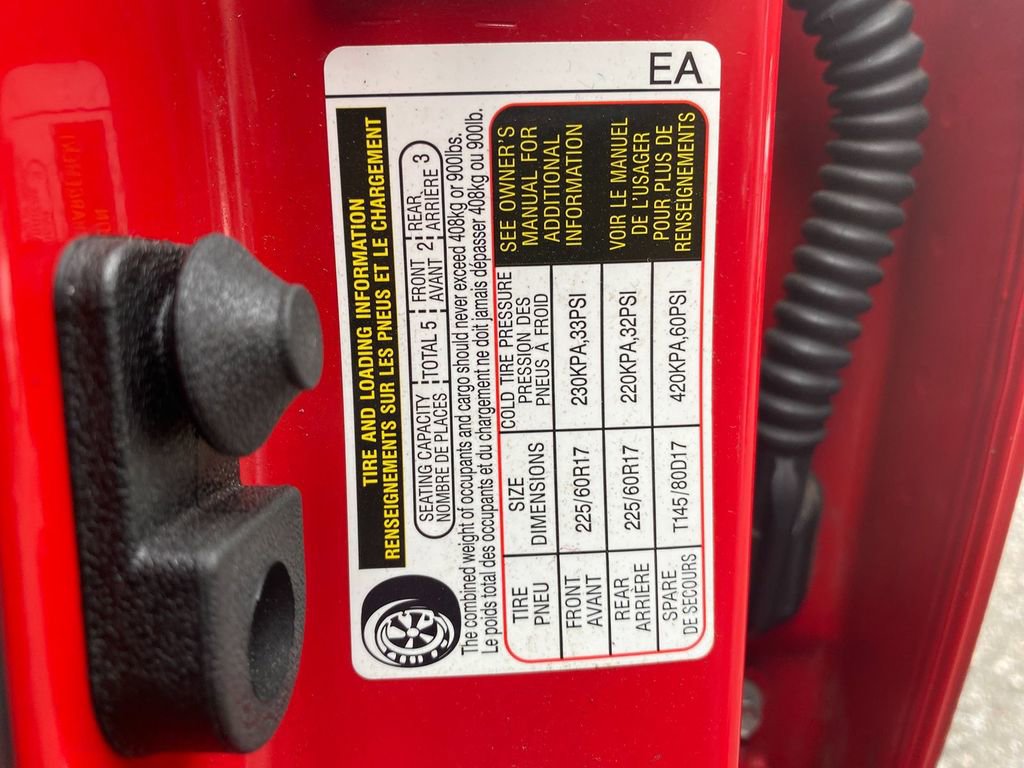 EA
TIRE AND LOADING INFORMATION
RENSEIGNEMENTS SUR LES PNEUS ET LE CHARGEMENT
SEATING CAPACITY TOTAL 5 FRONT 2 REAR 3
NOMBRE DE PLACES AVANT ARRIÈRE
The combined weight of occupants and cargo should never exceed 408kg or 900lbs.
Le poids total des occupants et du chargement ne doit jamais dépasser 408kg ou 900lb.
TIRE SIZE COLD TIRE PRESSURE
PNEU DIMENSIONS PRESSION DES
PNEUS À FROID
FRONT 225/60R17 230KPA,33PSI
AVANT
REAR 225/60R17 220KPA,32PSI
ARRIÈRE
SPARE T145/80D17 420KPA,60PSI
DE SECOURS
SEE OWNER'S
MANUAL FOR
ADDITIONAL
INFORMATION
VOIR LE MANUEL
DE L'USAGER
POUR PLUS DE
RENSEIGNMENTS